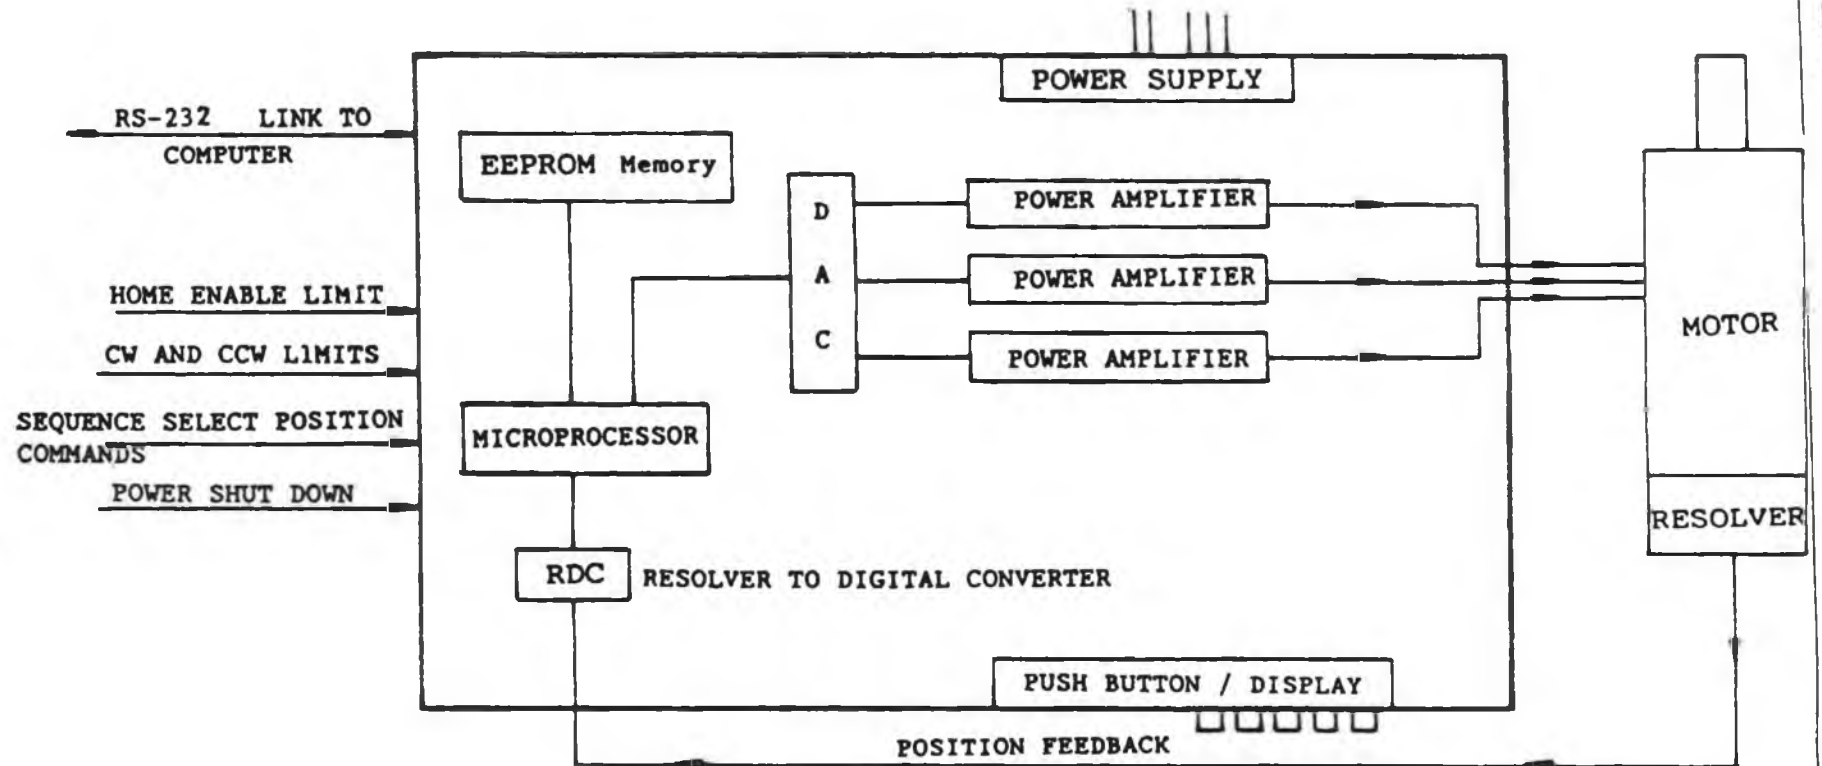 POWER SUPPLY
RS-232 LINK TO
COMPUTER
EEPROM Memory
D
A
C
POWER AMPLIFIER
POWER AMPLIFIER
POWER AMPLIFIER
HOME ENABLE LIMIT
CW AND CCW LIMITS
SEQUENCE SELECT POSITION
COMMANDS
POWER SHUT DOWN
MICROPROCESSOR
MOTOR
RESOLVER
RDC
RESOLVER TO DIGITAL CONVERTER
PUSH BUTTON / DISPLAY
POSITION FEEDBACK